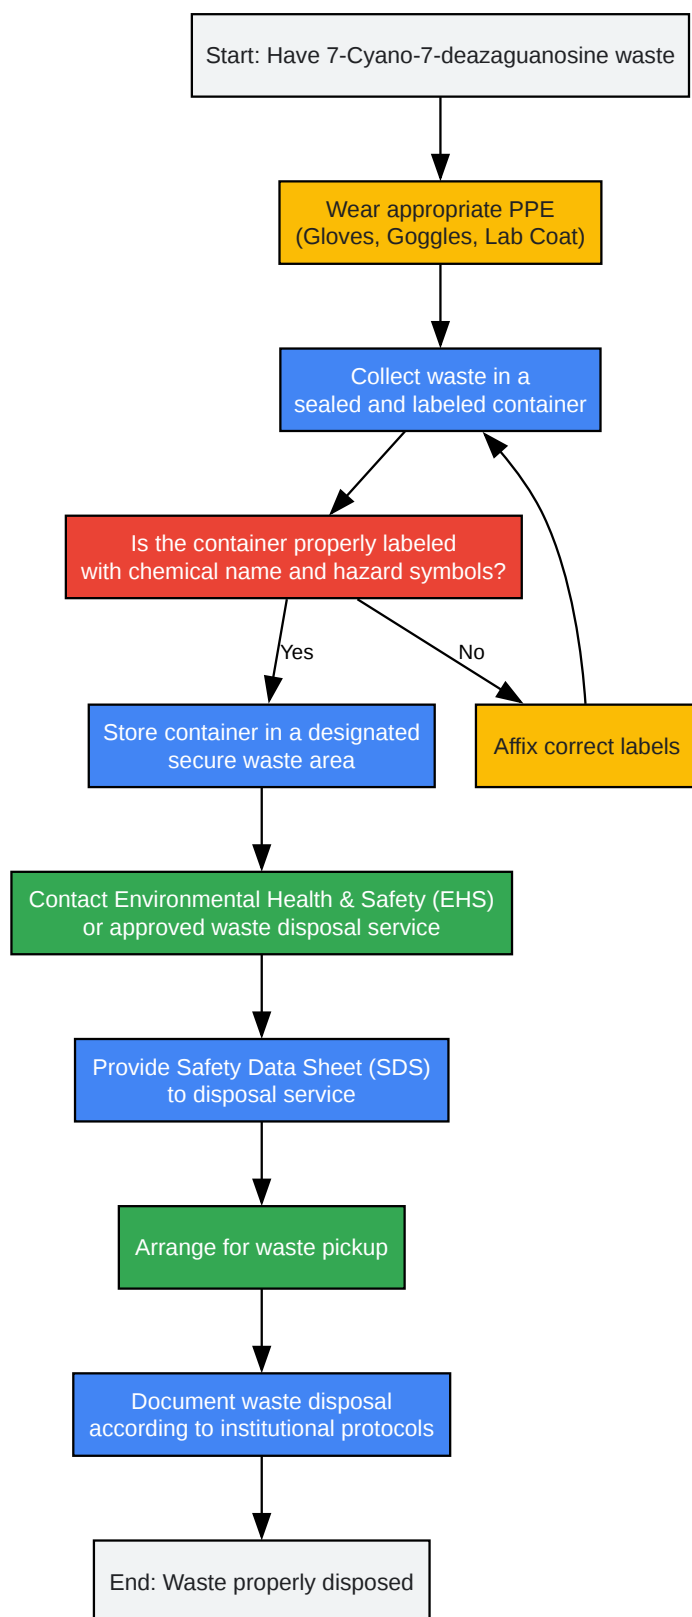 Start: Have 7-Cyano-7-deazaguanosine waste
Wear appropriate PPE
(Gloves, Goggles, Lab Coat)
Collect waste in a
sealed and labeled container
Is the container properly labeled
with chemical name and hazard symbols?
Yes
No
Store container in a designated
secure waste area
Affix correct labels
Contact Environmental Health & Safety (EHS)
or approved waste disposal service
Provide Safety Data Sheet (SDS)
to disposal service
Arrange for waste pickup
Document waste disposal
according to institutional protocols
End: Waste properly disposed